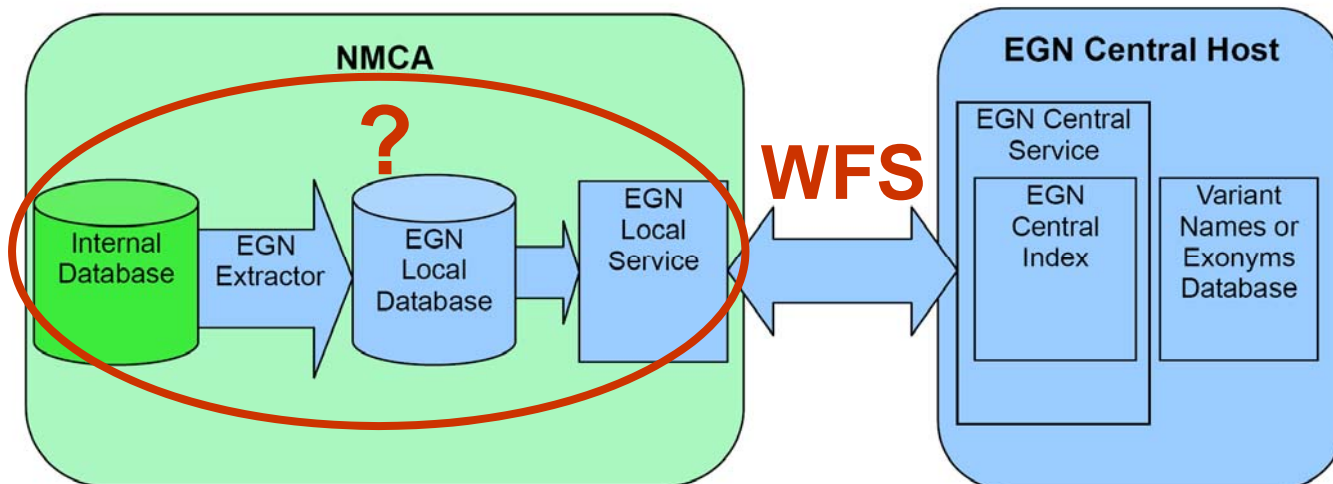 NMCA
?
Internal
Database
EGN
Extractor
EGN
Local
Database
EGN
Local
Service
WFS
EGN Central Host
EGN Central
Service
EGN
Central
Index
Variant
Names or
Exonyms
Database